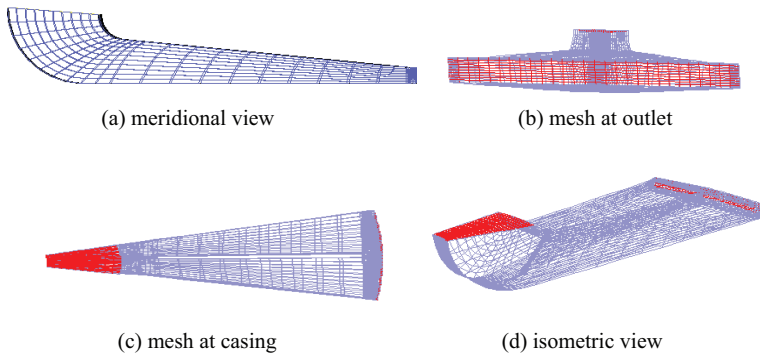 (a) meridional view
(b) mesh at outlet
(c) mesh at casing
(d) isometric view